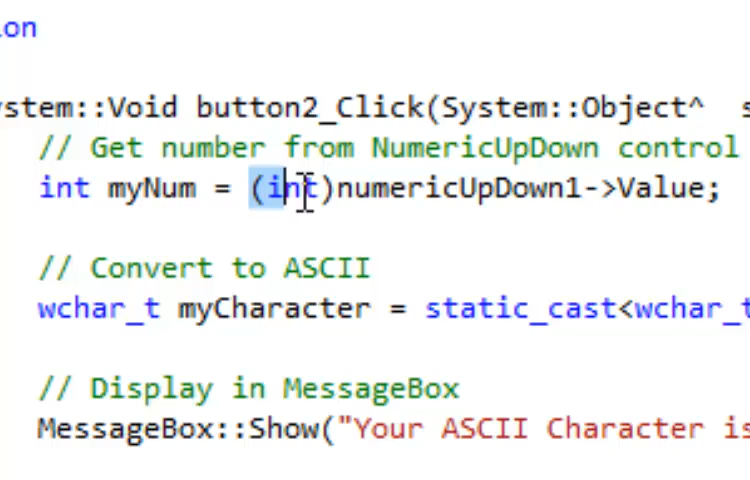 ion
ystem::Void button2_Click(System::Object^ s
// Get number from NumericUpDown control
int myNum = (int)numericUpDown1->Value;
// Convert to ASCII
wchar_t myCharacter = static_cast<wchar_t
// Display in MessageBox
MessageBox::Show("Your ASCII Character is